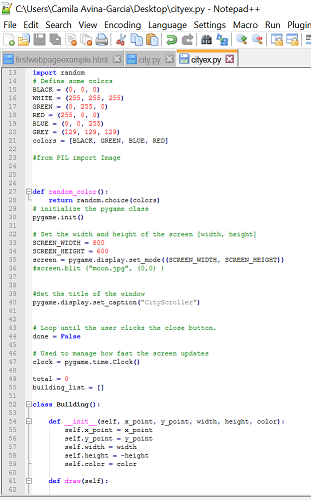 C:\Users\Camila Avina-Garcia\Desktop\cityex.py - Notepad++
File Edit Search View Encoding Language Settings Macro Run Plugin
firstwebpageexample.html city.py cityex.py
13 import random
14 # Define some colors
15 BLACK = (0, 0, 0)
16 WHITE = (255, 255, 255)
17 GREEN = (0, 255, 0)
18 RED = (255, 0, 0)
19 BLUE = (0, 0, 255)
20 GREY = (129, 129, 129)
21 colors = [BLACK, GREEN, BLUE, RED]
22
23 #from PIL import Image
24
25
26
27 def random_color():
28 return random.choice(colors)
29 # initialize the pygame class
30 pygame.init()
31
32 # Set the width and height of the screen [width, height]
33 SCREEN_WIDTH = 800
34 SCREEN_HEIGHT = 600
35 screen = pygame.display.set_mode((SCREEN_WIDTH, SCREEN_HEIGHT))
36 #screen.blit ("moon.jpg", (0,0) )
37
38
39 #Set the title of the window
40 pygame.display.set_caption("CityScroller")
41
42
43 # Loop until the user clicks the close button.
44 done = False
45
46 # Used to manage how fast the screen updates
47 clock = pygame.time.Clock()
48
49 total = 0
50 building_list = []
51
52 class Building():
53
54 def __init__(self, x_point, y_point, width, height, color):
55 self.x_point = x_point
56 self.y_point = y_point
57 self.width = width
58 self.height = -height
59 self.color = color
60
61 def draw(self):
62